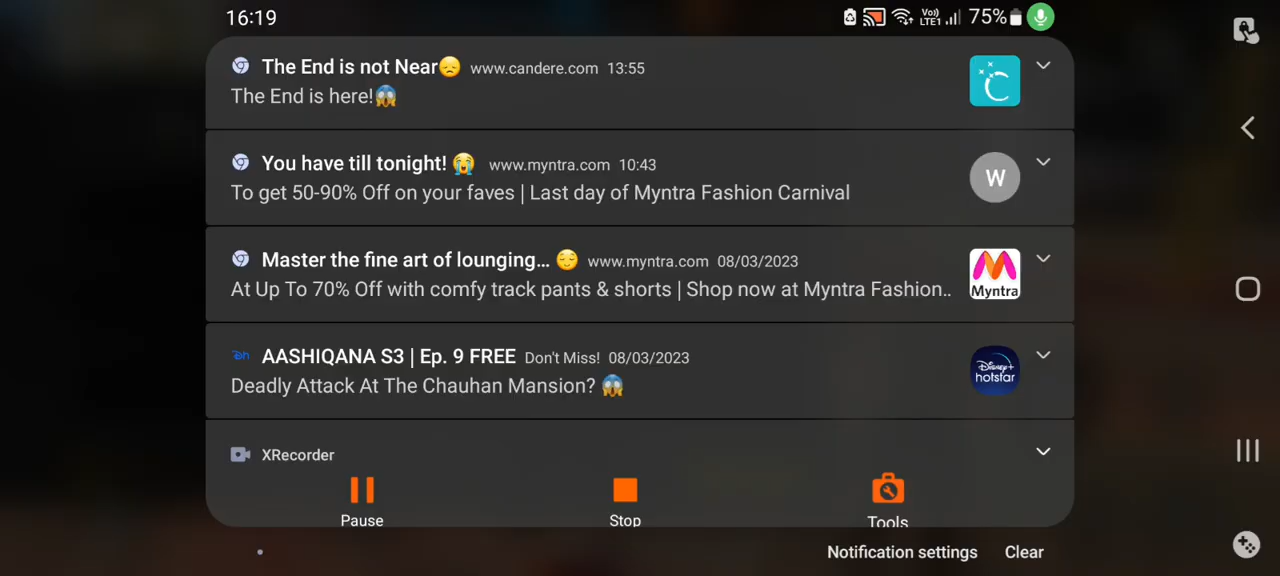 16:19
Vo)) LTE1 75%
The End is not Near😞 www.candere.com 13:55
The End is here!😱
C
You have till tonight! 😭 www.myntra.com 10:43
To get 50-90% Off on your faves | Last day of Myntra Fashion Carnival
W
Master the fine art of lounging... 😌 www.myntra.com 08/03/2023
At Up To 70% Off with comfy track pants & shorts | Shop now at Myntra Fashion..
Myntra
AASHIQANA S3 | Ep. 9 FREE Don't Miss! 08/03/2023
Deadly Attack At The Chauhan Mansion? 😱
Disney+ hotstar
XRecorder
Pause Stop Tools
Notification settings Clear